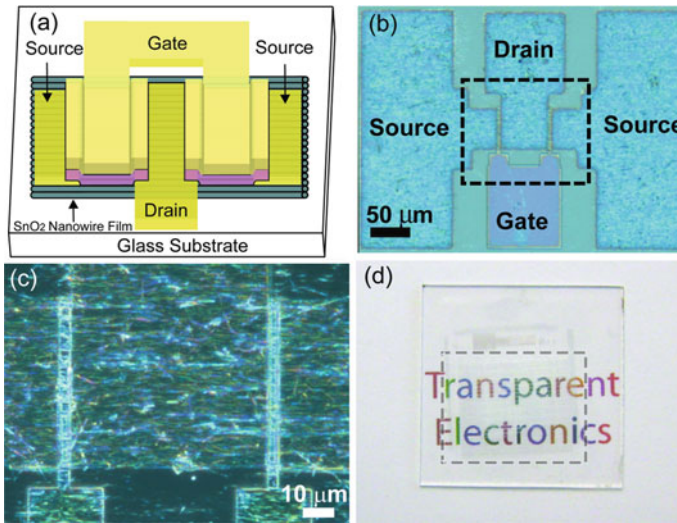 (a)
Source
Gate
Source
Drain
SnO₂ Nanowire Film
Glass Substrate
(b)
Drain
Source
Source
Gate
50 μm
(c)
10 μm
(d)
Transparent
Electronics